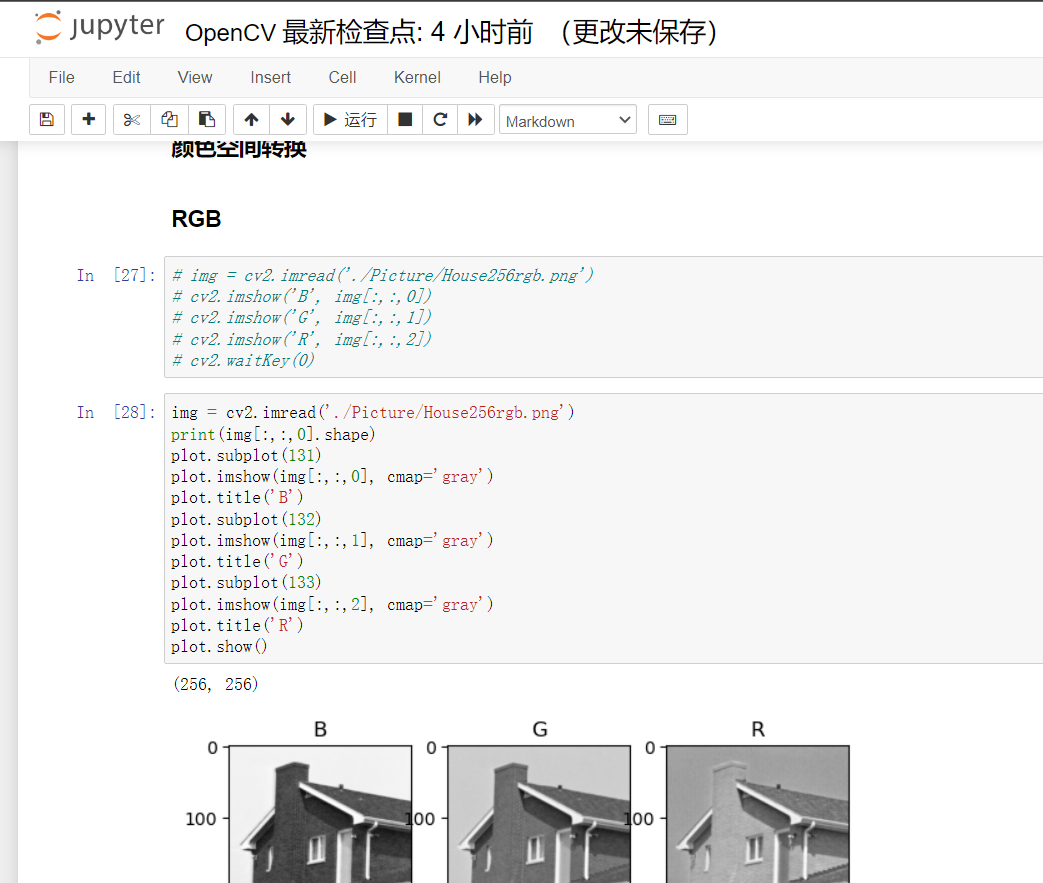 jupyter OpenCV 最新检查点: 4 小时前 （更改未保存）
File Edit View Insert Cell Kernel Help
运行 Markdown
颜色空间转换
RGB
In [27]: # img = cv2.imread('./Picture/House256rgb.png')
# cv2.imshow('B', img[:,:,0])
# cv2.imshow('G', img[:,:,1])
# cv2.imshow('R', img[:,:,2])
# cv2.waitKey(0)
In [28]: img = cv2.imread('./Picture/House256rgb.png')
print(img[:,:,0].shape)
plot.subplot(131)
plot.imshow(img[:,:,0], cmap='gray')
plot.title('B')
plot.subplot(132)
plot.imshow(img[:,:,1], cmap='gray')
plot.title('G')
plot.subplot(133)
plot.imshow(img[:,:,2], cmap='gray')
plot.title('R')
plot.show()
(256, 256)
B G R
0 0 0
100 100 100